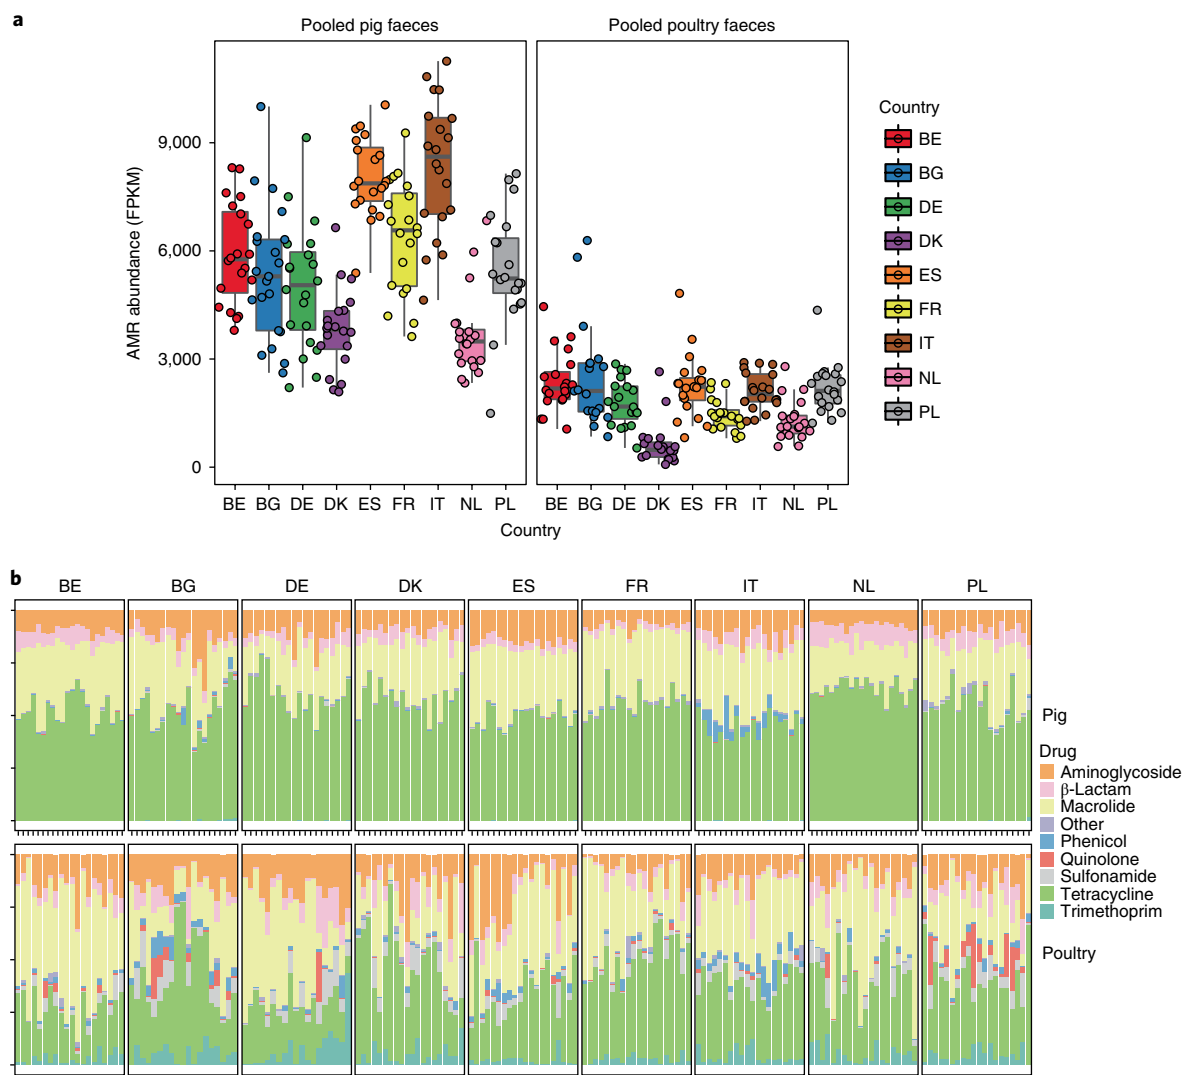 a
Pooled pig faeces
Pooled poultry faeces
AMR abundance (FPKM)
9,000
6,000
3,000
0
BE BG DE DK ES FR IT NL PL
BE BG DE DK ES FR IT NL PL
Country
Country
BE
BG
DE
DK
ES
FR
IT
NL
PL
b
BE BG DE DK ES FR IT NL PL
Pig
Drug
Aminoglycoside
β-Lactam
Macrolide
Other
Phenicol
Quinolone
Sulfonamide
Tetracycline
Trimethoprim
Poultry